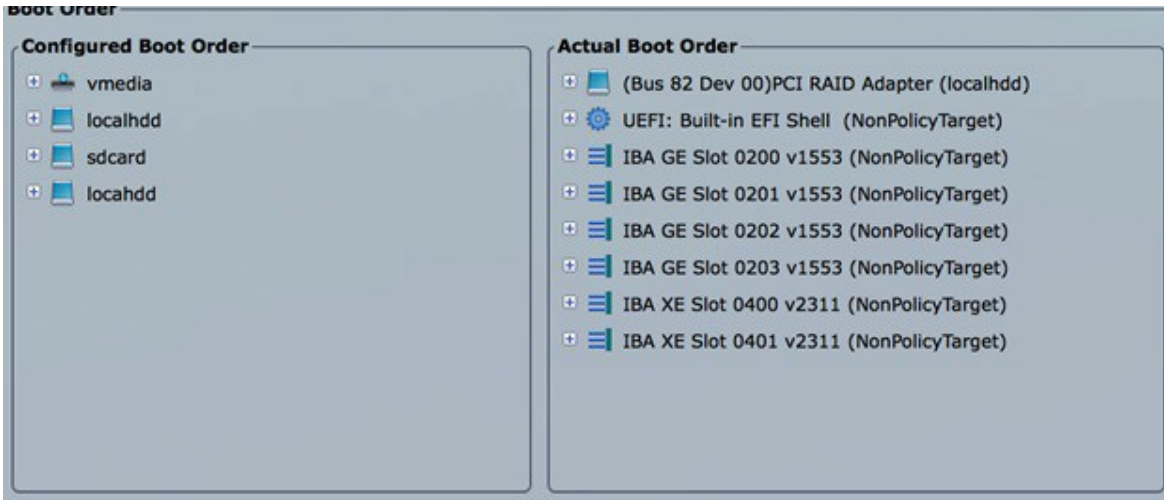 Boot Order
Configured Boot Order
vmedia
localhdd
sdcard
locahdd
Actual Boot Order
(Bus 82 Dev 00)PCI RAID Adapter (localhdd)
UEFI: Built-in EFI Shell (NonPolicyTarget)
IBA GE Slot 0200 v1553 (NonPolicyTarget)
IBA GE Slot 0201 v1553 (NonPolicyTarget)
IBA GE Slot 0202 v1553 (NonPolicyTarget)
IBA GE Slot 0203 v1553 (NonPolicyTarget)
IBA XE Slot 0400 v2311 (NonPolicyTarget)
IBA XE Slot 0401 v2311 (NonPolicyTarget)